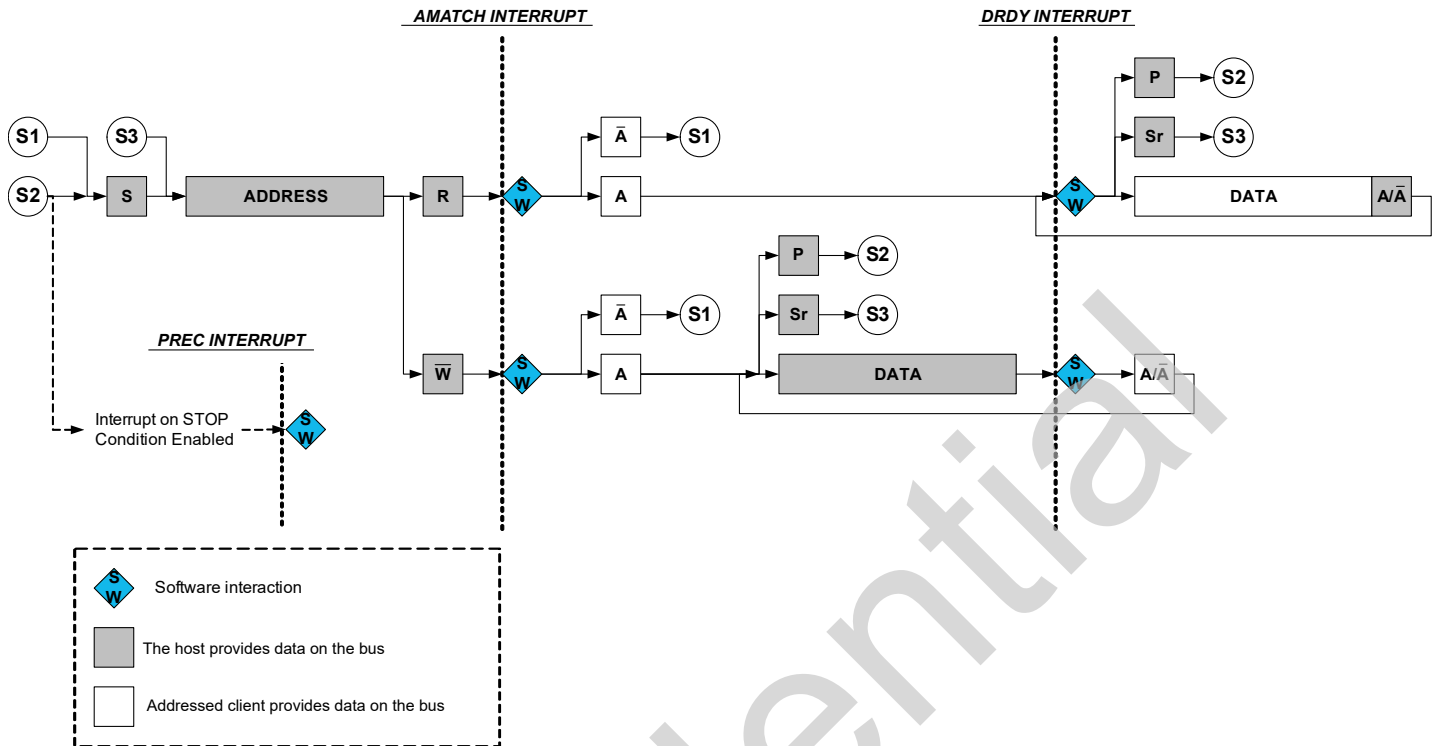 AMATCH INTERRUPT
DRDY INTERRUPT
P
S2
S1
S3
A̅
S1
Sr
S3
S2
S
ADDRESS
R
S
W
A
S
W
DATA
A/A̅
P
S2
PREC INTERRUPT
A̅
S1
Sr
S3
W̅
S
W
A
DATA
S
W
A/A̅
Interrupt on STOP
Condition Enabled
S
W
S
W
Software interaction
The host provides data on the bus
Addressed client provides data on the bus